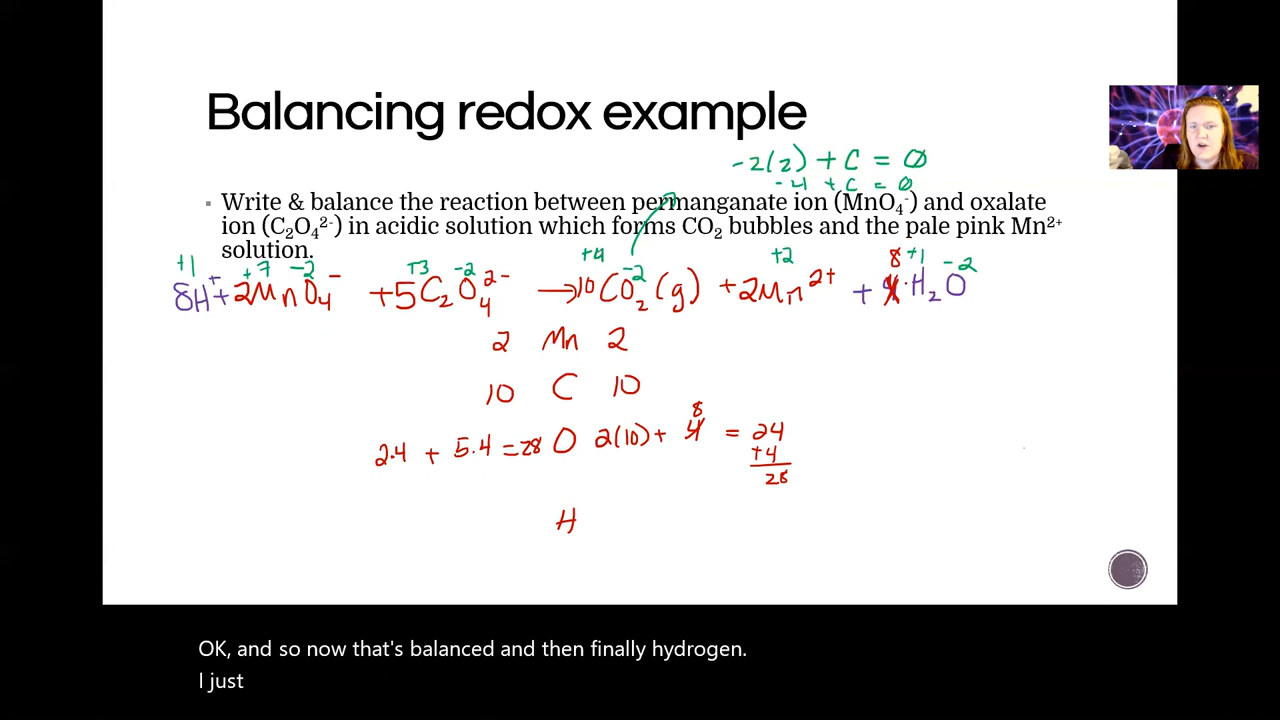 Balancing redox example
-2(2) + C = 0
-4 + C = 0
▪ Write & balance the reaction between permanganate ion (MnO₄⁻) and oxalate
ion (C₂O₄²⁻) in acidic solution which forms CO₂ bubbles and the pale pink Mn²⁺
solution.
+1 +7 -2 +3 -2 +4 -2 +2 8 +1 -2
8H⁺ + 2MnO₄⁻ + 5C₂O₄²⁻ → 10CO₂(g) + 2Mn²⁺ + 4·H₂O
2 Mn 2
10 C 10
8
2·4 + 5·4 = 28 O 2(10) + 4 = 24
+4
28
H
OK, and so now that's balanced and then finally hydrogen.
I just